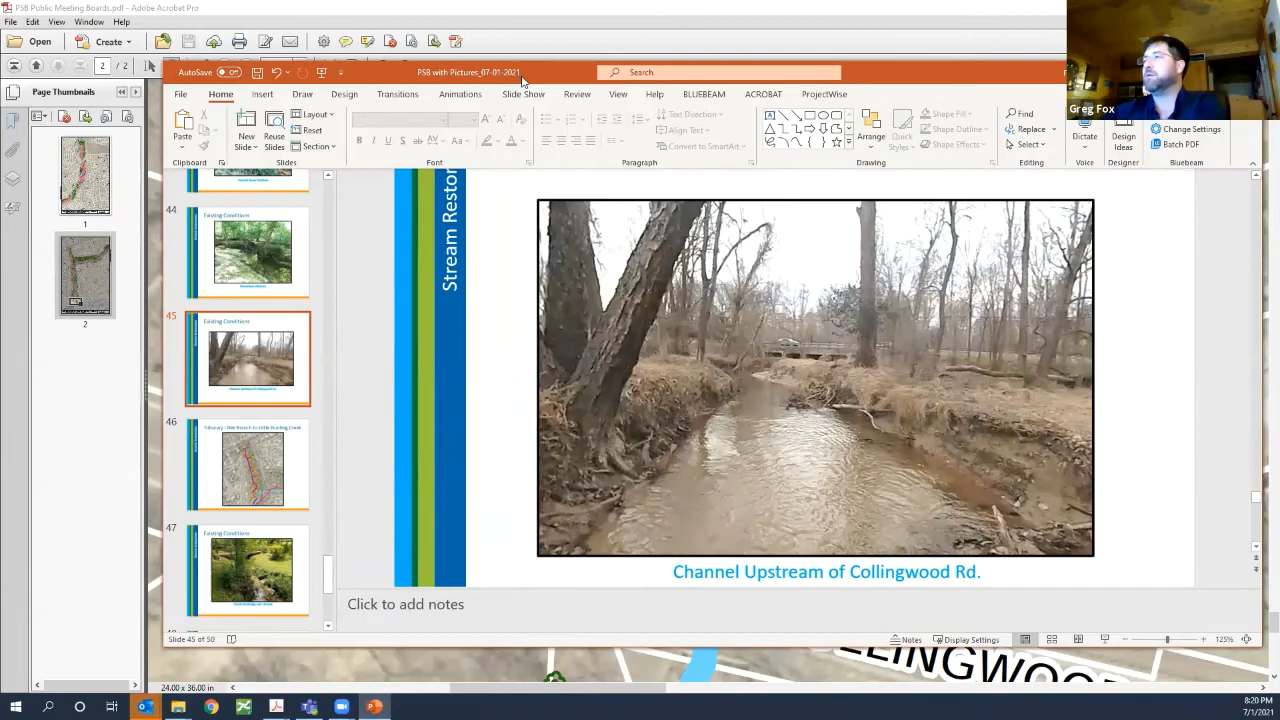 PSB Public Meeting Boards.pdf - Adobe Acrobat Pro
File Edit View Window Help
Open Create
2 / 2
Page Thumbnails
1
2
AutoSave Off
PSB with Pictures_07-01-2021
Search
File Home Insert Draw Design Transitions Animations Slide Show Review View Help BLUEBEAM ACROBAT ProjectWise
Paste
Clipboard
New Slide
Reuse Slides
Layout
Reset
Section
Slides
Font
Text Direction
Align Text
Convert to SmartArt
Paragraph
Arrange
Quick Styles
Shape Fill
Shape Outline
Shape Effects
Drawing
Find
Replace
Select
Editing
Dictate
Voice
Design Ideas
Designer
Change Settings
Batch PDF
Bluebeam
Greg Fox
44
Existing Conditions
45
Existing Conditions
46
47
Existing Conditions
Stream Restor
Channel Upstream of Collingwood Rd.
Click to add notes
Slide 45 of 50
Notes
Display Settings
125%
LLINGWOO
24.00 x 36.00 in
8:20 PM
7/1/2021